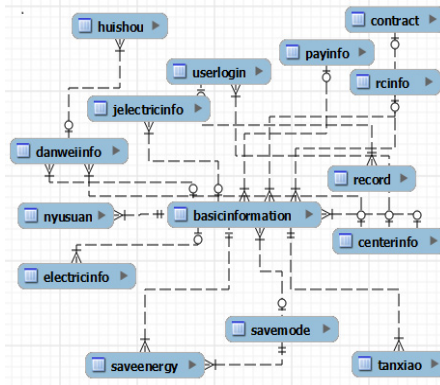 contract
huishou
payinfo
userlogin
rcinfo
jelectricinfo
danweiinfo
record
nyusuan
basicinformation
centerinfo
electricinfo
savemode
saveenergy
tanxiao